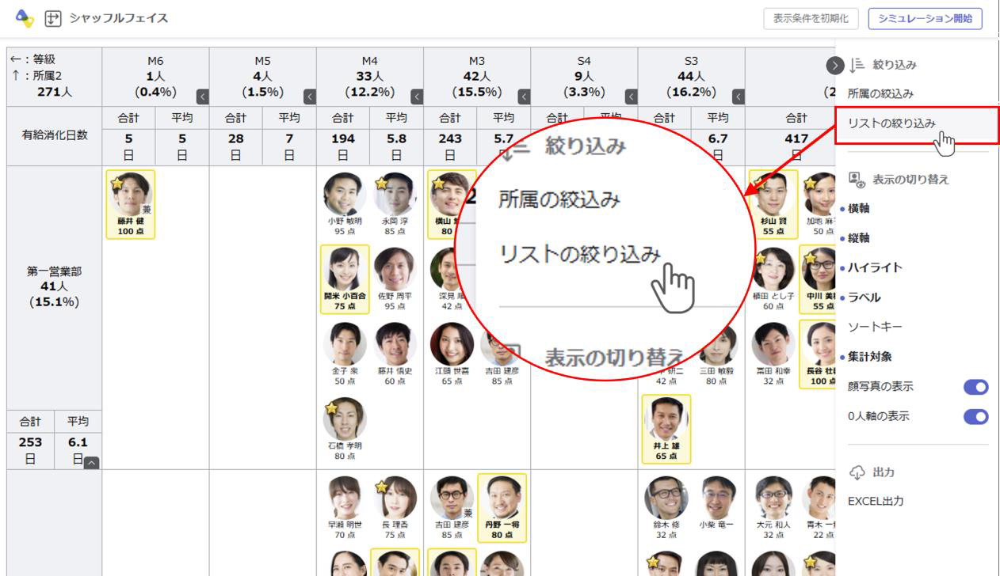 シャッフルフェイス
表示条件を初期化
シミュレーション開始
←：等級
↑：所属2
271人
M6
1人
(0.4%)
M5
4人
(1.5%)
M4
33人
(12.2%)
M3
42人
(15.5%)
S4
9人
(3.3%)
S3
44人
(16.2%)
(2
有給消化日数
合計 平均 合計 平均 合計 平均 合計 平均 合計 平均 合計 平均 合計
5 5 28 7 194 5.8 243 5.7 6.7 417
日 日 日 日 日 日 日 日 日
第一営業部
41人
(15.1%)
合計 平均
253 6.1
日 日
兼
藤井 健
100 点
小野 敏明
95 点
永岡 淳
85 点
横山
80
杉山 賢
55 点
加地 麻
50 点
開米 小百合
75 点
佐野 周平
95 点
深見
42 点
植田 とし子
60 点
中川 美
55 点
金子 衆
50 点
藤井 悟史
60 点
江頭 世喜
65 点
吉田 建彦
85 点
研二
42 点
三田 敏毅
80 点
冨田 和幸
32 点
長谷 壮
100 点
石橋 孝明
80 点
井上 雄
65 点
早瀬 明世
70 点
長 理香
75 点
兼
吉田 建彦
85 点
丹野 一将
80 点
鈴木 修
32 点
小柴 竜一
大元 和人
32 点
青木 一
22 点
絞り込み
所属の絞込み
リストの絞り込み
表示の切り替え
絞り込み
所属の絞込み
リストの絞り込み
表示の切り替え
横軸
縦軸
ハイライト
ラベル
ソートキー
集計対象
顔写真の表示
0人軸の表示
出力
EXCEL出力